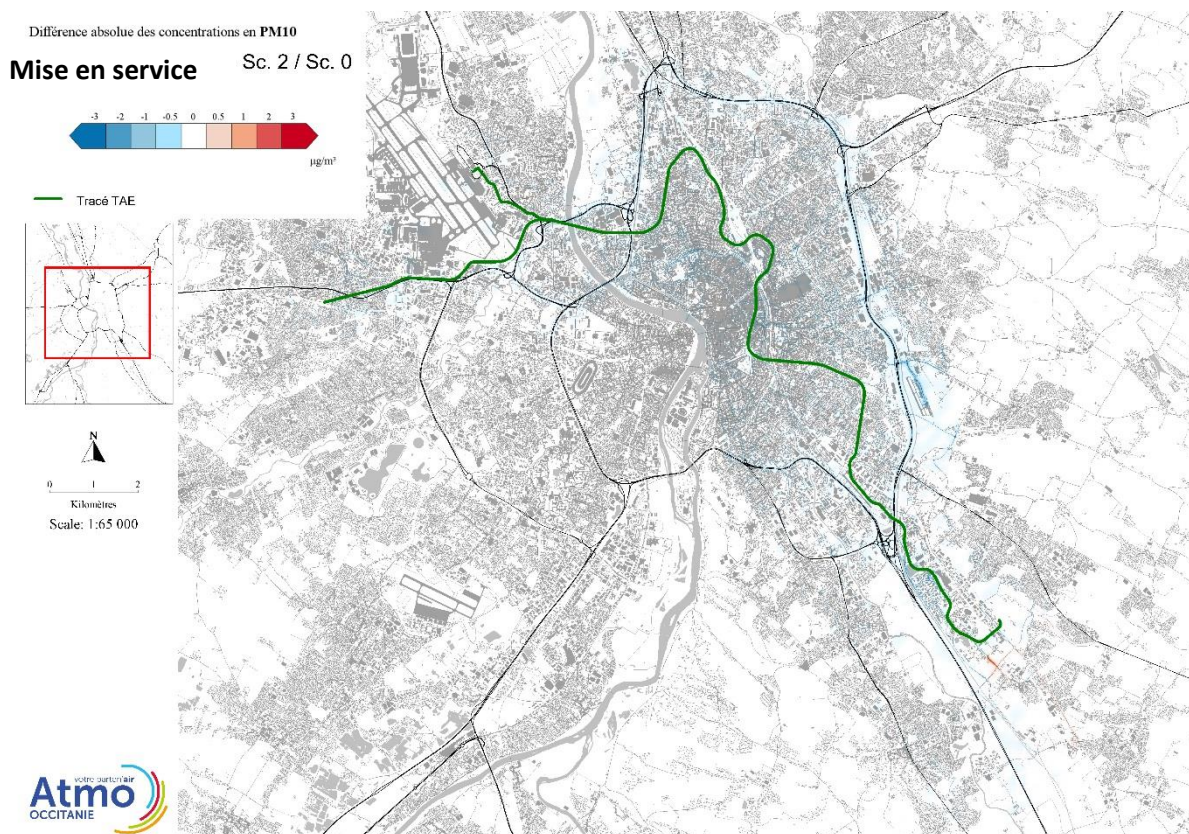 Différence absolue des concentrations en PM10
Mise en service Sc. 2 / Sc. 0
-3 -2 -1 -0.5 0 0.5 1 2 3
µg/m³
Tracé TAE
N
0 1 2
Kilomètres
Scale: 1:65 000
votre parten'air
Atmo
OCCITANIE